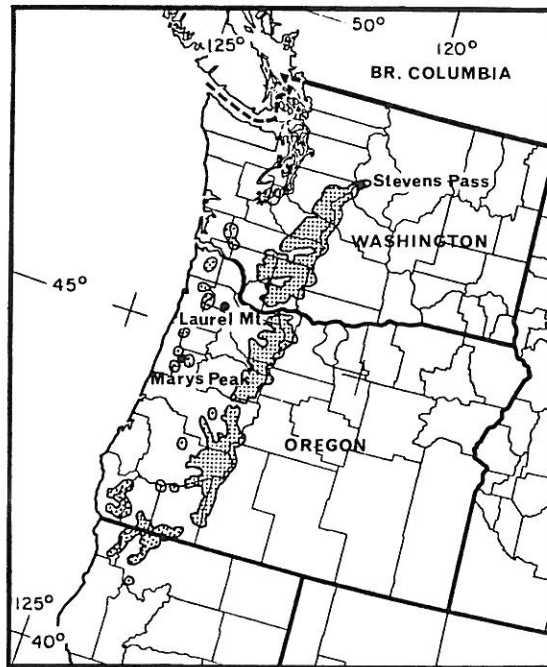 125°
50°
120°
BR. COLUMBIA
Stevens Pass
WASHINGTON
45°
Laurel Mt.
Marys Peak
OREGON
125°
40°